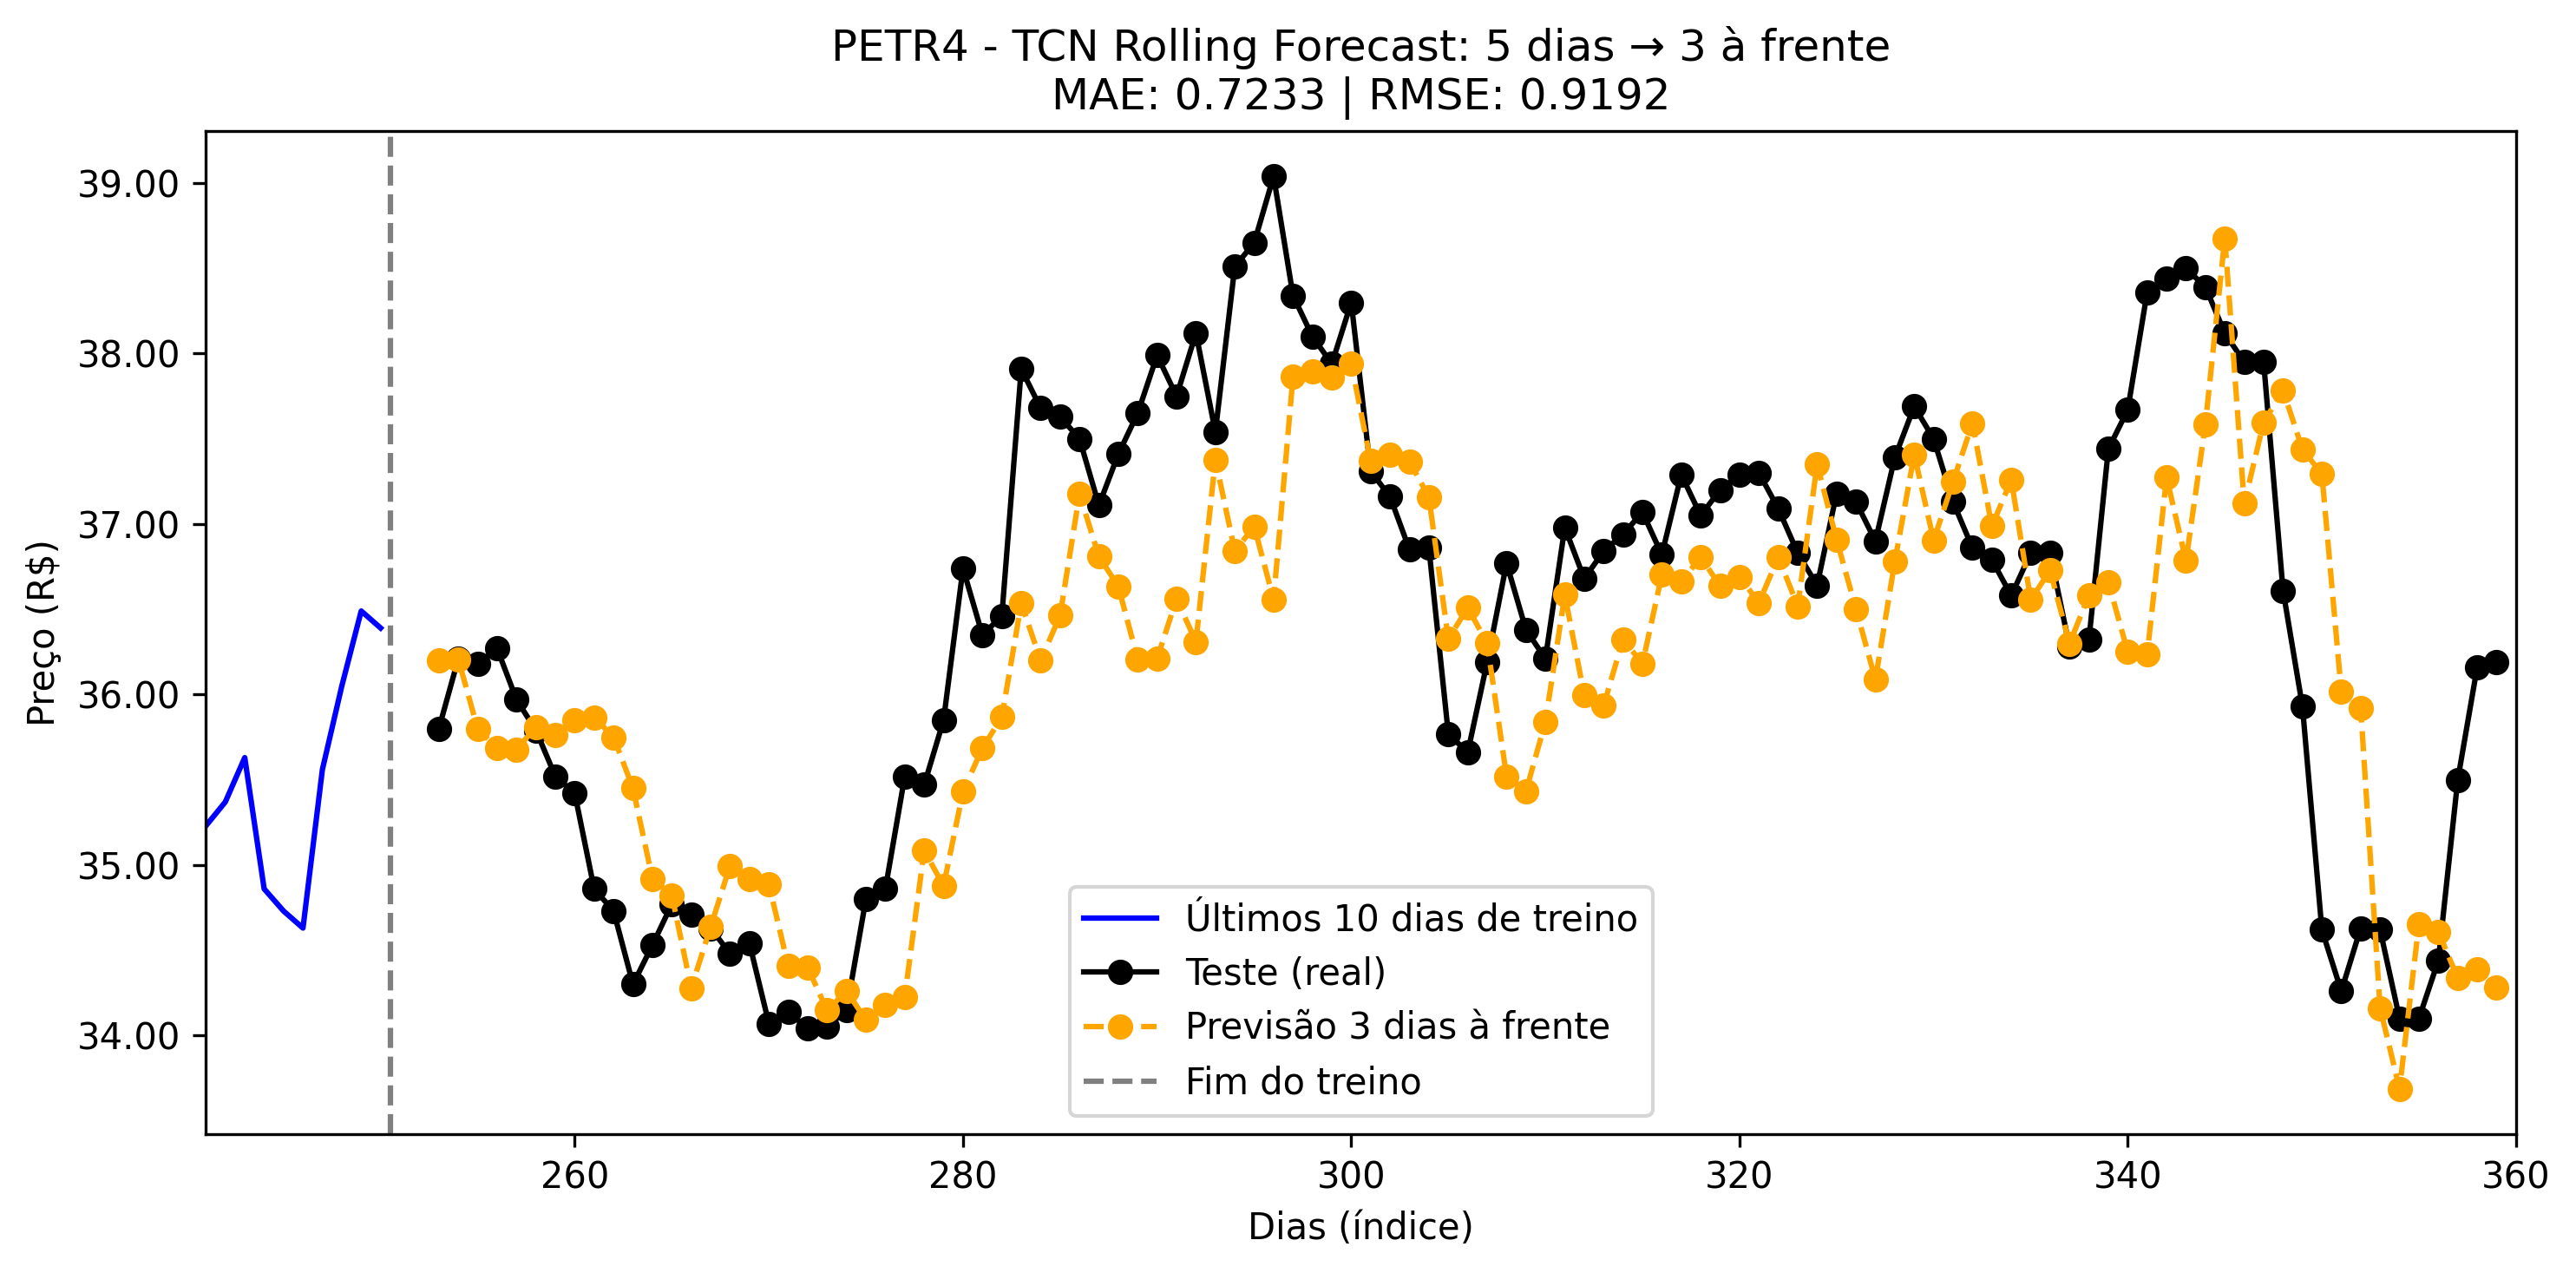 PETR4 - TCN Rolling Forecast: 5 dias → 3 à frente
MAE: 0.7233 | RMSE: 0.9192
Preço (R$)
39.00
38.00
37.00
36.00
35.00
34.00
Últimos 10 dias de treino
Teste (real)
Previsão 3 dias à frente
Fim do treino
260
280
300
320
340
360
Dias (índice)